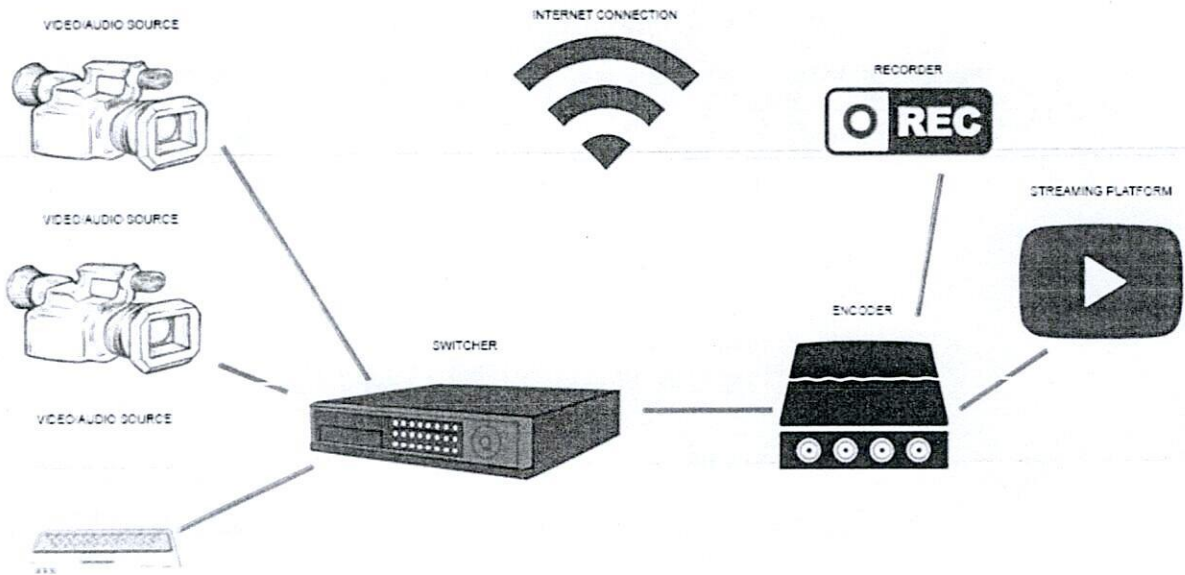 VIDEO/AUDIO SOURCE
INTERNET CONNECTION
RECORDER
REC
VIDEO/AUDIO SOURCE
STREAMING PLATFORM
ENCODER
SWITCHER
VIDEO/AUDIO SOURCE